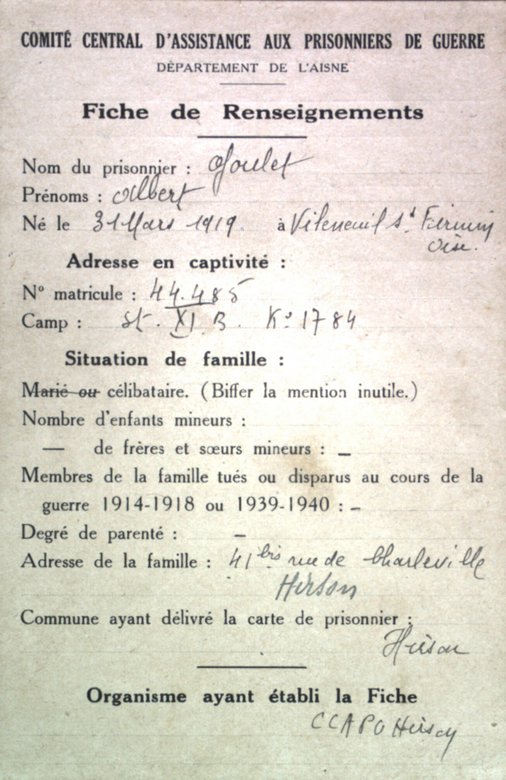 COMITÉ CENTRAL D'ASSISTANCE AUX PRISONNIERS DE GUERRE
DÉPARTEMENT DE L'AISNE
Fiche de Renseignements
Nom du prisonnier : Goulet
Prénoms : Albert
Né le 31 Mars 1919 à Vileneuil St Firmin
Oise.
Adresse en captivité :
N° matricule : 44.485
Camp : St. XI B. Ko 1784
Situation de famille :
Marié ou célibataire. (Biffer la mention inutile.)
Nombre d'enfants mineurs :
— de frères et sœurs mineurs : –
Membres de la famille tués ou disparus au cours de la
guerre 1914-1918 ou 1939-1940 : –
Degré de parenté : –
Adresse de la famille : 41 bis rue de Charleville
Hirson
Commune ayant délivré la carte de prisonnier :
Hirson
Organisme ayant établi la Fiche
CCAPG Hirson